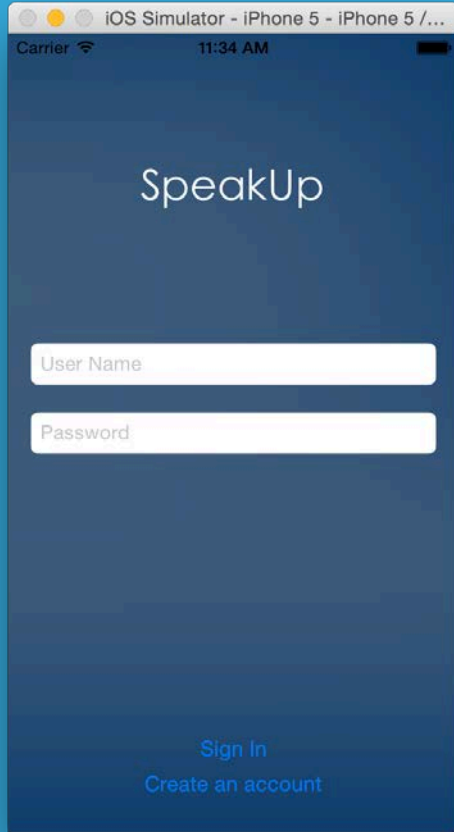 iOS Simulator - iPhone 5 - iPhone 5 /...
Carrier 11:34 AM
SpeakUp
User Name
Password
Sign In
Create an account